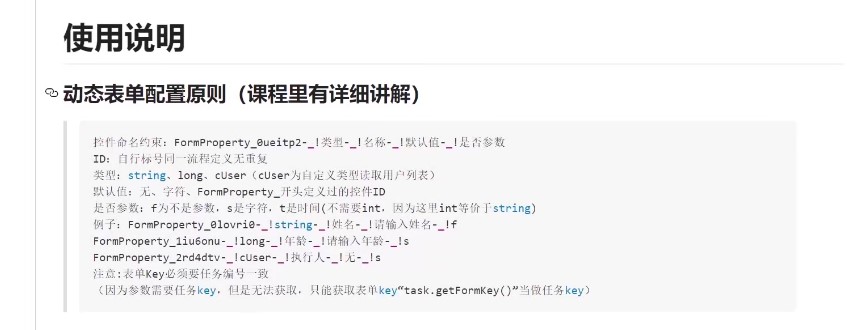 使用说明
动态表单配置原则（课程里有详细讲解）
控件命名约束：FormProperty_0ueitp2-_!类型-_!名称-_!默认值-_!是否参数
ID：自行标号同一流程定义无重复
类型：string、long、cUser（cUser为自定义类型读取用户列表）
默认值：无、字符、FormProperty_开头定义过的控件ID
是否参数：f为不是参数，s是字符，t是时间(不需要int，因为这里int等价于string)
例子：FormProperty_0lovri0-_!string-_!姓名-_!请输入姓名-_!f
FormProperty_1iu6onu-_!long-_!年龄-_!请输入年龄-_!s
FormProperty_2rd4dtv-_!cUser-_!执行人-_!无-_!s
注意:表单Key必须要任务编号一致
（因为参数需要任务key，但是无法获取，只能获取表单key“task.getFormKey()”当做任务key）